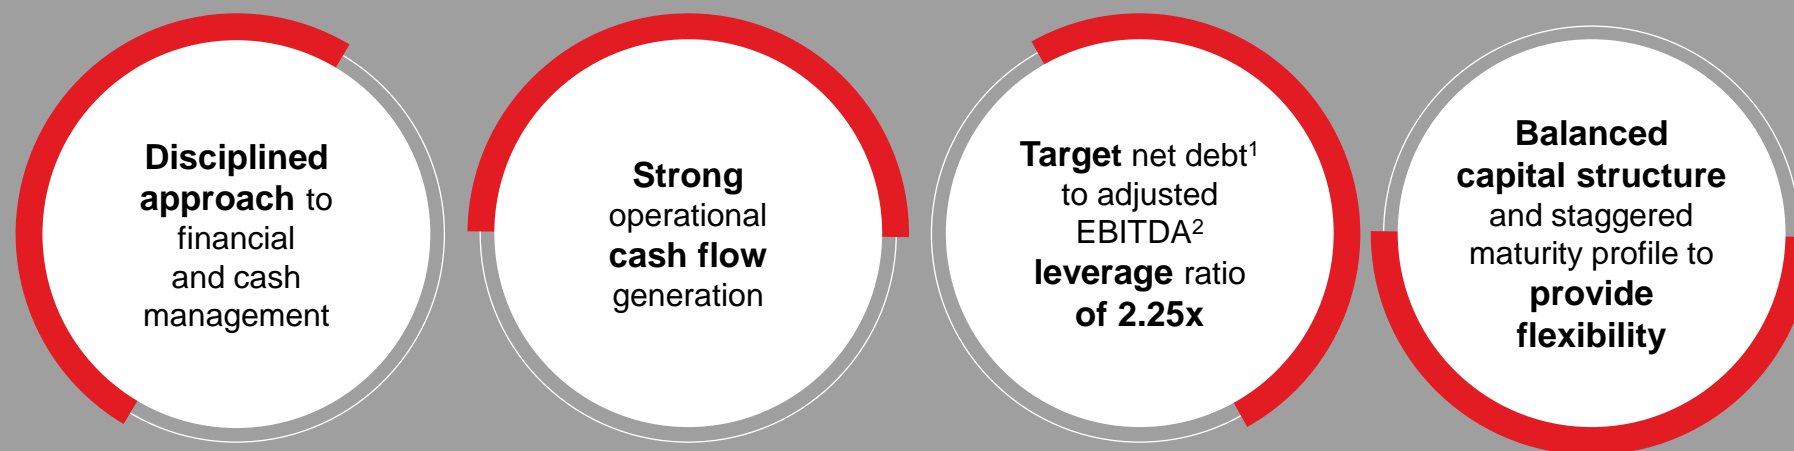 Disciplined
approach to
financial
and cash
management
Strong
operational
cash flow
generation
Target net debt¹
to adjusted
EBITDA²
leverage ratio
of 2.25x
Balanced
capital structure
and staggered
maturity profile to
provide
flexibility